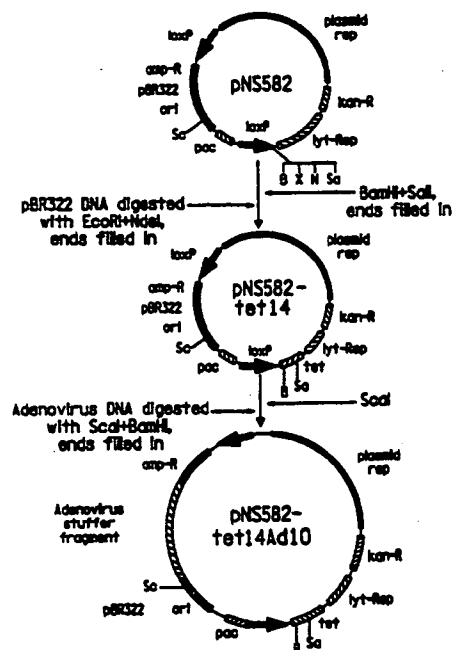 plasmid
rep
loxP
amp-R
pBR322
ori
pNS582
kan-R
Sc
pac
loxP
lyt-Rep
B X N Sa
pBR322 DNA digested
with EcoRI+NdeI,
ends filled in
BamHI+SalI,
ends filled in
plasmid
rep
loxP
amp-R
pBR322
ori
pNS582-
tet14
kan-R
Sc
pac
loxP
lyt-Rep
tet
B
Sa
Adenovirus DNA digested
with ScaI+BamHI,
ends filled in
ScaI
amp-R
plasmid
rep
Adenovirus
stuffer
fragment
pNS582-
tet14Ad10
kan-R
Sc
pBR322
ori
lyt-Rep
pac
tet
B
Sa